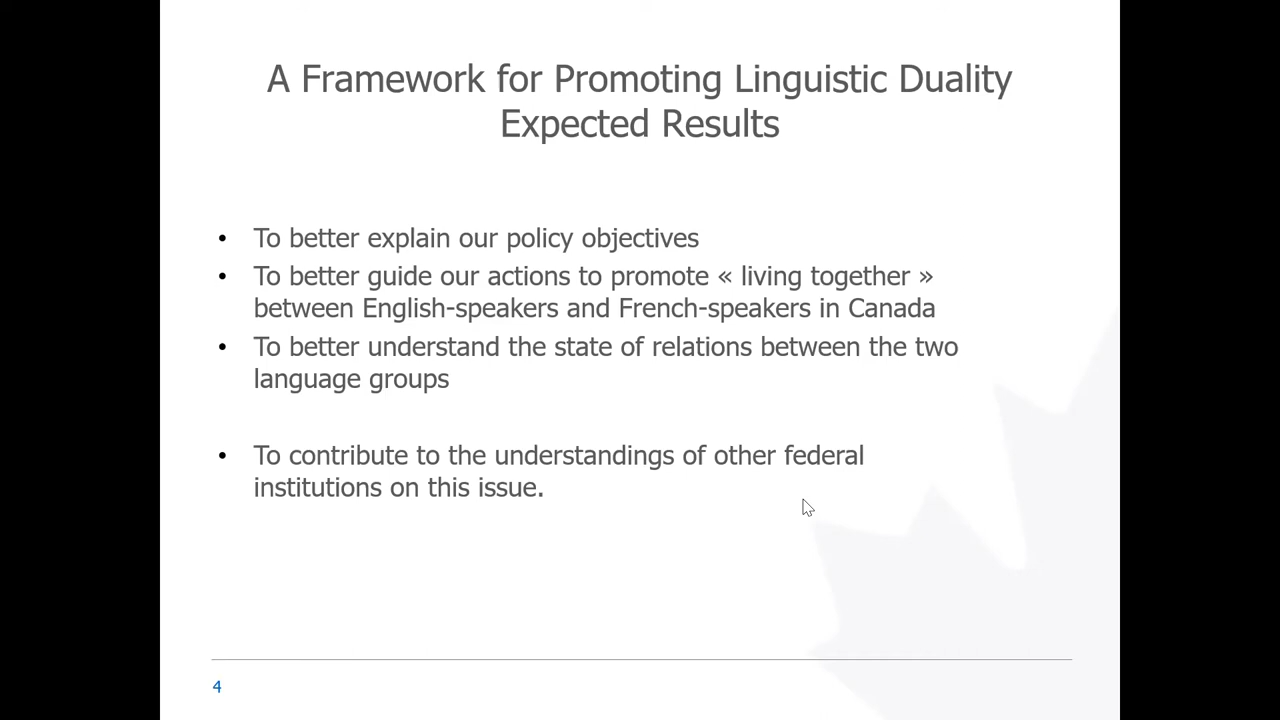 A Framework for Promoting Linguistic Duality
Expected Results
• To better explain our policy objectives
• To better guide our actions to promote « living together »
between English-speakers and French-speakers in Canada
• To better understand the state of relations between the two
language groups
• To contribute to the understandings of other federal
institutions on this issue.
4